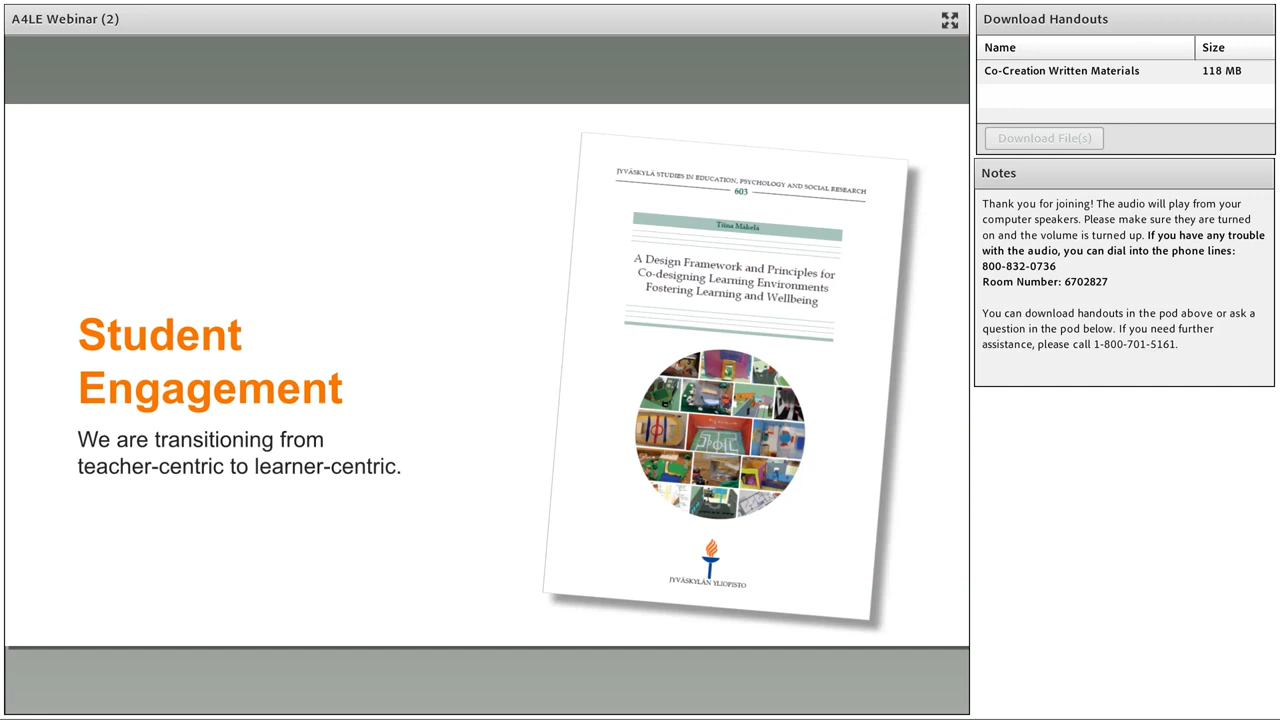 A4LE Webinar (2)
Student
Engagement
We are transitioning from
teacher-centric to learner-centric.
JYVÄSKYLÄ STUDIES IN EDUCATION, PSYCHOLOGY AND SOCIAL RESEARCH
603
Tiina Mäkelä
A Design Framework and Principles for
Co-designing Learning Environments
Fostering Learning and Wellbeing
JYVÄSKYLÄN YLIOPISTO
Download Handouts
Name Size
Co-Creation Written Materials 118 MB
Download File(s)
Notes
Thank you for joining! The audio will play from your
computer speakers. Please make sure they are turned
on and the volume is turned up. If you have any trouble
with the audio, you can dial into the phone lines:
800-832-0736
Room Number: 6702827
You can download handouts in the pod above or ask a
question in the pod below. If you need further
assistance, please call 1-800-701-5161.